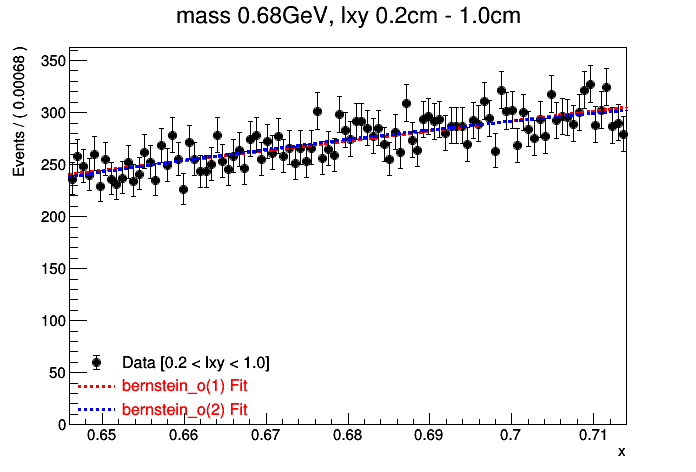 mass 0.68GeV, lxy 0.2cm - 1.0cm
Events / ( 0.00068 )
350
300
250
200
150
100
50
0
Data [0.2 < lxy < 1.0]
bernstein_o(1) Fit
bernstein_o(2) Fit
0.65 0.66 0.67 0.68 0.69 0.7 0.71
x